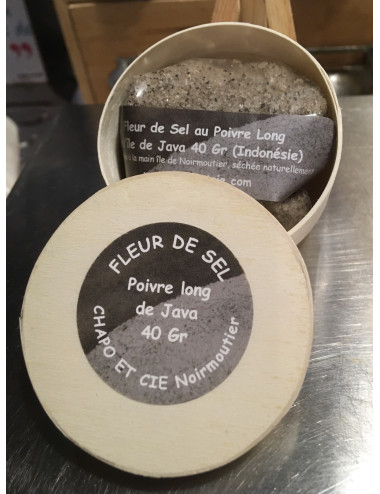 Fleur de Sel au Poivre Long
île de Java 40 Gr (Indonésie)
la main île de Noirmoutier, séchée naturellement
.com
FLEUR DE SEL
Poivre long
de Java
40 Gr
CHAPO ET CIE Noirmoutier